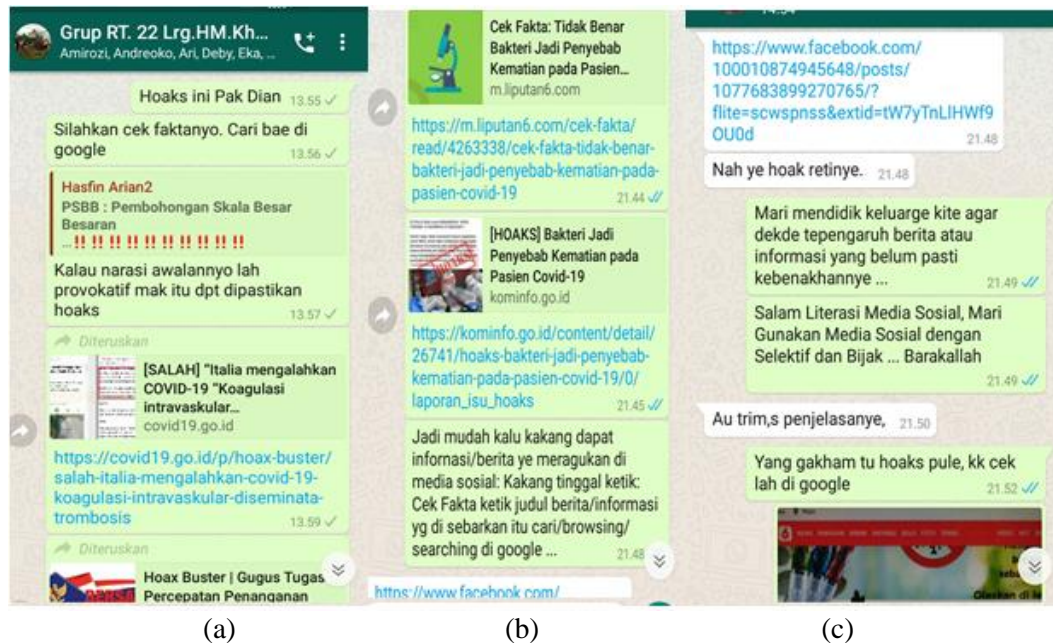 Grup RT. 22 Lrg.HM.Kh...
Amirozi, Andreoko, Ari, Deby, Eka, ...
Hoaks ini Pak Dian 13.55
Silahkan cek faktanyo. Cari bae di
google 13.56
Hasfin Arian2
PSBB : Pembohongan Skala Besar
Besaran
...‼️ ‼️ ‼️ ‼️ ‼️ ‼️ ‼️ ‼️ ‼️ ‼️
Kalau narasi awalannyo lah
provokatif mak itu dpt dipastikan
hoaks 13.57
Diteruskan
[SALAH] "Italia mengalahkan
COVID-19 "Koagulasi
intravaskular...
covid19.go.id
https://covid19.go.id/p/hoax-buster/
salah-italia-mengalahkan-covid-19-
koagulasi-intravaskular-diseminata-
trombosis 13.59
Diteruskan
Hoax Buster | Gugus Tugas
Percepatan Penanganan
(a)
Cek Fakta: Tidak Benar
Bakteri Jadi Penyebab
Kematian pada Pasien...
m.liputan6.com
https://m.liputan6.com/cek-fakta/
read/4263338/cek-fakta-tidak-benar-
bakteri-jadi-penyebab-kematian-pada-
pasien-covid-19 21.44
[HOAKS] Bakteri Jadi
Penyebab Kematian pada
Pasien Covid-19
kominfo.go.id
https://kominfo.go.id/content/detail/
26741/hoaks-bakteri-jadi-penyebab-
kematian-pada-pasien-covid-19/0/
laporan_isu_hoaks 21.45
Jadi mudah kalu kakang dapat
infornasi/berita ye meragukan di
media sosial: Kakang tinggal ketik:
Cek Fakta ketik judul berita/informasi
yg di sebarkan itu cari/browsing/
searching di google ... 21.48
https://www.facebook.com/
(b)
https://www.facebook.com/
100010874945648/posts/
1077683899270765/?
flite=scwspnss&extid=tW7yTnLIHWf9
OU0d 21.48
Nah ye hoak retinye. 21.48
Mari mendidik keluarge kite agar
dekde tepengaruh berita atau
informasi yang belum pasti
kebenakhannye ... 21.49
Salam Literasi Media Sosial, Mari
Gunakan Media Sosial dengan
Selektif dan Bijak ... Barakallah
21.49
Au trim,s penjelasanye, 21.50
Yang gakham tu hoaks pule, kk cek
lah di google 21.52
(c)